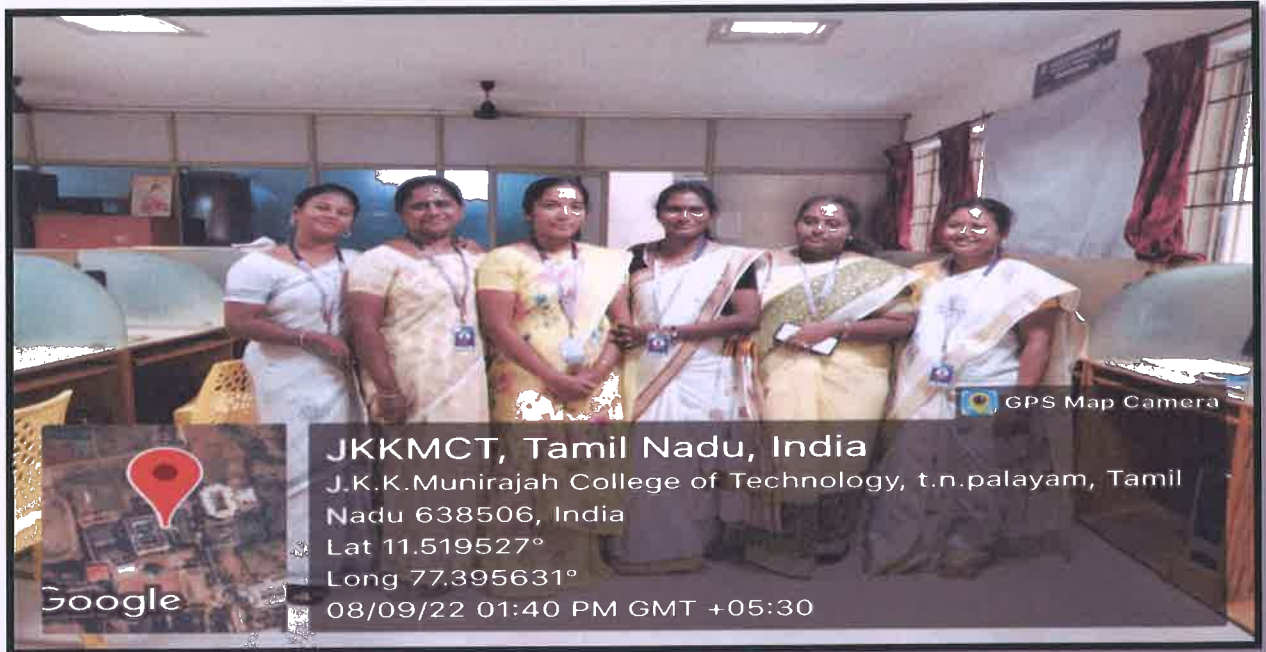 GPS Map Camera
JKKMCT, Tamil Nadu, India
J.K.K.Munirajah College of Technology, t.n.palayam, Tamil
Nadu 638506, India
Lat 11.519527°
Long 77.395631°
08/09/22 01:40 PM GMT +05:30
Google